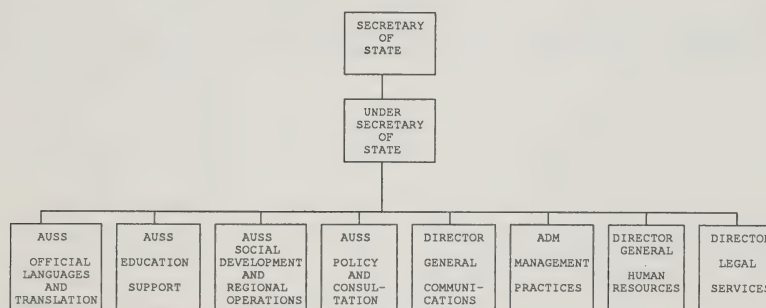 SECRETARY
OF
STATE
UNDER
SECRETARY
OF
STATE
AUSS
OFFICIAL
LANGUAGES
AND
TRANSLATION
AUSS
EDUCATION
SUPPORT
AUSS
SOCIAL
DEVELOPMENT
AND
REGIONAL
OPERATIONS
AUSS
POLICY
AND
CONSUL-
TATION
DIRECTOR
GENERAL
COMMUNI-
CATIONS
ADM
MANAGEMENT
PRACTICES
DIRECTOR
GENERAL
HUMAN
RESOURCES
DIRECTOR
LEGAL
SERVICES